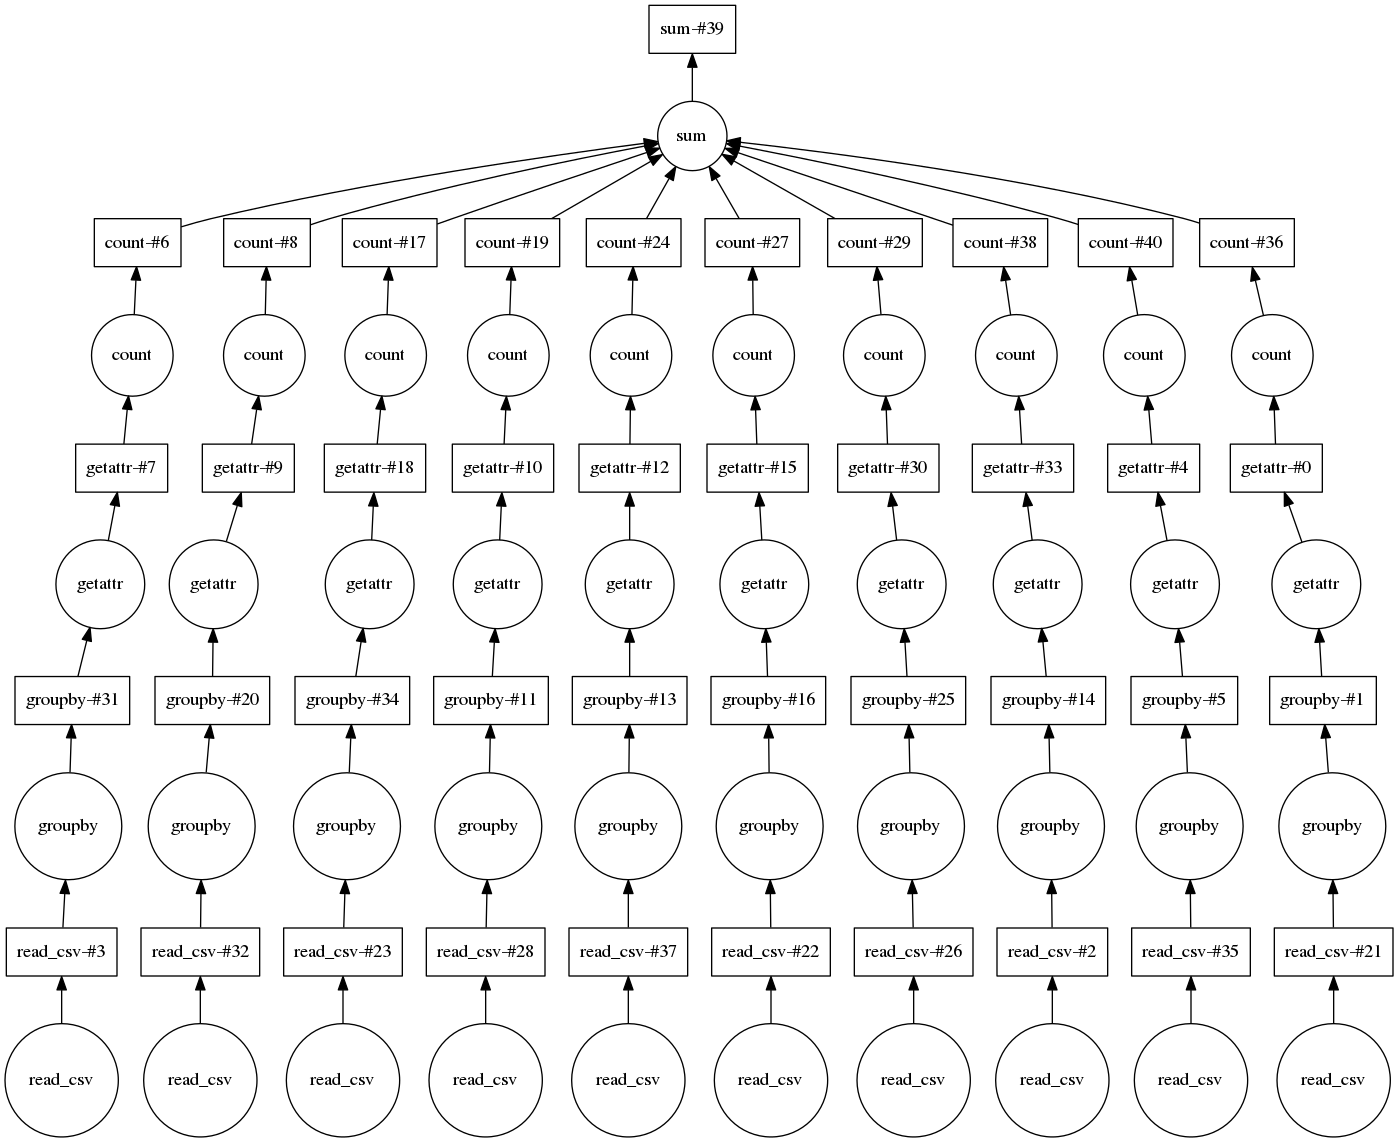 sum-#39
sum
count-#6 count-#8 count-#17 count-#19 count-#24 count-#27 count-#29 count-#38 count-#40 count-#36
count count count count count count count count count count
getattr-#7 getattr-#9 getattr-#18 getattr-#10 getattr-#12 getattr-#15 getattr-#30 getattr-#33 getattr-#4 getattr-#0
getattr getattr getattr getattr getattr getattr getattr getattr getattr getattr
groupby-#31 groupby-#20 groupby-#34 groupby-#11 groupby-#13 groupby-#16 groupby-#25 groupby-#14 groupby-#5 groupby-#1
groupby groupby groupby groupby groupby groupby groupby groupby groupby groupby
read_csv-#3 read_csv-#32 read_csv-#23 read_csv-#28 read_csv-#37 read_csv-#22 read_csv-#26 read_csv-#2 read_csv-#35 read_csv-#21
read_csv read_csv read_csv read_csv read_csv read_csv read_csv read_csv read_csv read_csv